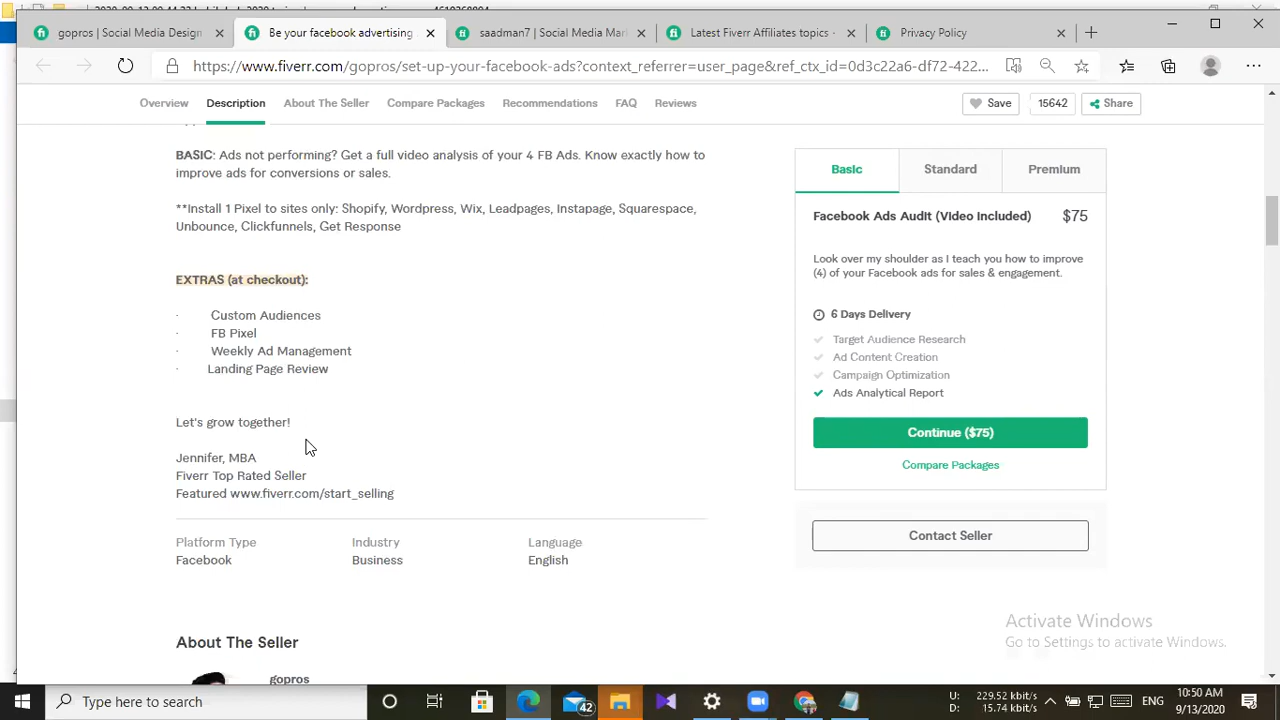 gopros | Social Media Design
Be your facebook advertising
saadman7 | Social Media Mar
Latest Fiverr Affiliates topics -
Privacy Policy
https://www.fiverr.com/gopros/set-up-your-facebook-ads?context_referrer=user_page&ref_ctx_id=0d3c22a6-df72-422...
Overview
Description
About The Seller
Compare Packages
Recommendations
FAQ
Reviews
Save
15642
Share
BASIC: Ads not performing? Get a full video analysis of your 4 FB Ads. Know exactly how to
improve ads for conversions or sales.
**Install 1 Pixel to sites only: Shopify, Wordpress, Wix, Leadpages, Instapage, Squarespace,
Unbounce, Clickfunnels, Get Response
EXTRAS (at checkout):
· Custom Audiences
· FB Pixel
· Weekly Ad Management
· Landing Page Review
Let's grow together!
Jennifer, MBA
Fiverr Top Rated Seller
Featured www.fiverr.com/start_selling
Platform Type
Industry
Language
Facebook
Business
English
About The Seller
gopros
Basic
Standard
Premium
Facebook Ads Audit (Video Included)
$75
Look over my shoulder as I teach you how to improve
(4) of your Facebook ads for sales & engagement.
6 Days Delivery
Target Audience Research
Ad Content Creation
Campaign Optimization
Ads Analytical Report
Continue ($75)
Compare Packages
Contact Seller
Activate Windows
Go to Settings to activate Windows.
Type here to search
42
U: 229.52 kbit/s
D: 15.74 kbit/s
ENG
10:50 AM
9/13/2020